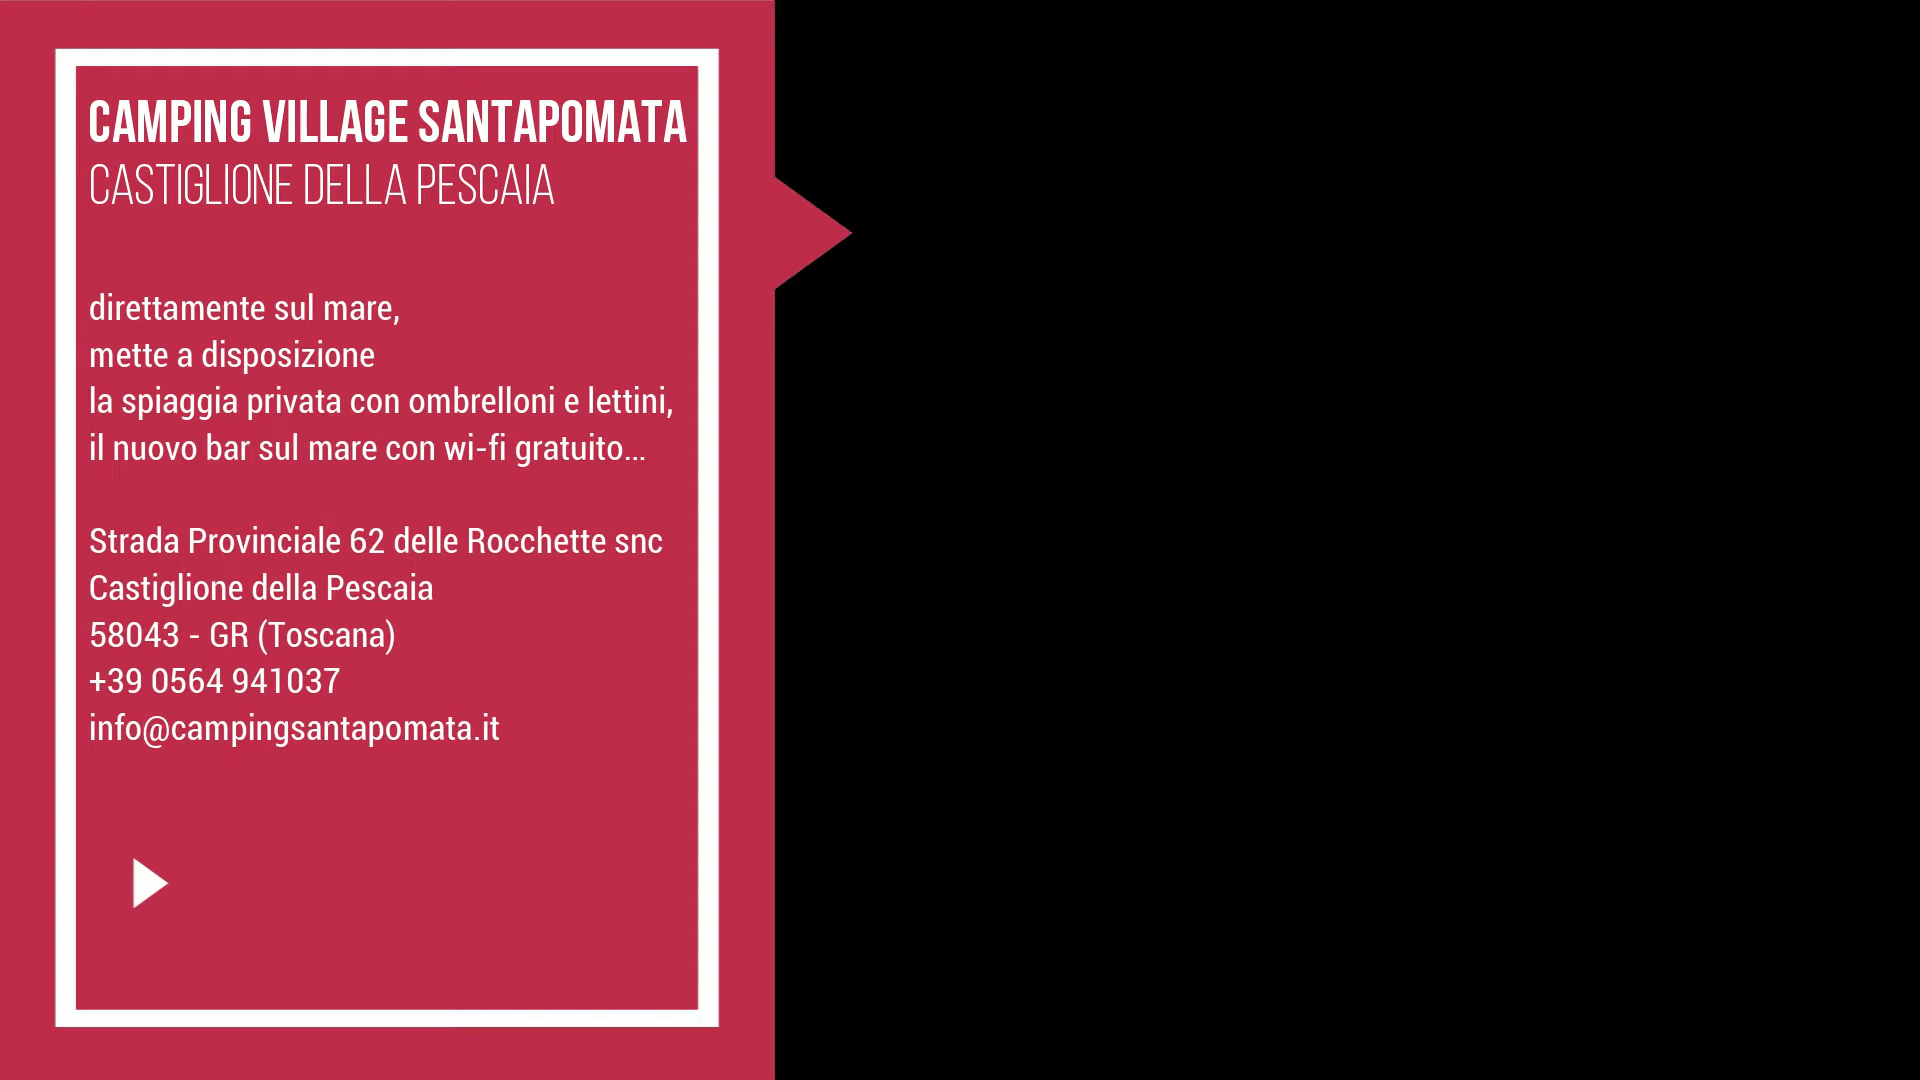 CAMPING VILLAGE SANTAPOMATA
CASTIGLIONE DELLA PESCAIA
direttamente sul mare,
mette a disposizione
la spiaggia privata con ombrelloni e lettini,
il nuovo bar sul mare con wi-fi gratuito...
Strada Provinciale 62 delle Rocchette snc
Castiglione della Pescaia
58043 - GR (Toscana)
+39 0564 941037
info@campingsantapomata.it